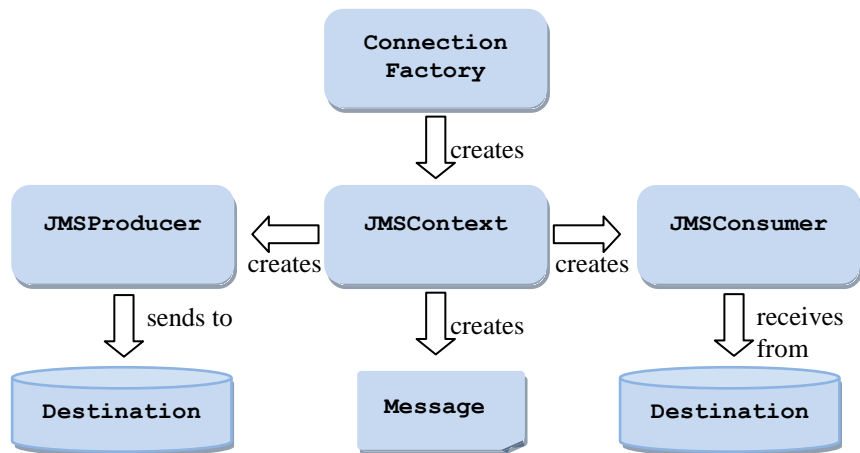 Connection
Factory
creates
JMSProducer
JMSContext
JMSConsumer
creates
creates
sends to
creates
receives
from
Destination
Message
Destination